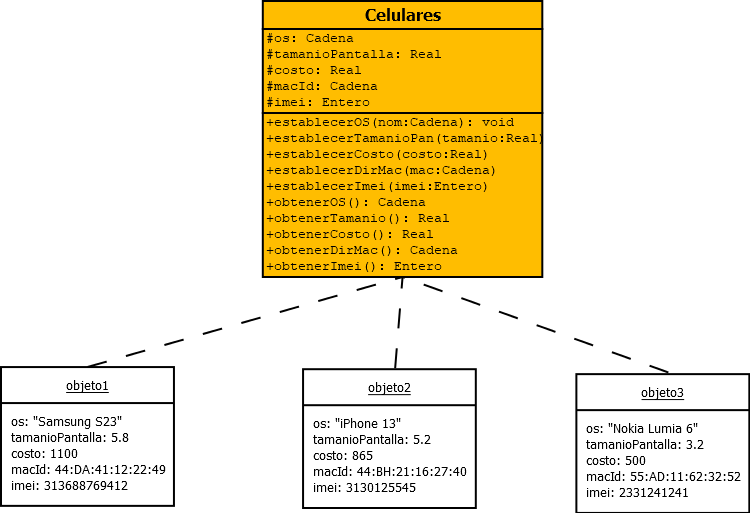 Celulares
#os: Cadena
#tamanioPantalla: Real
#costo: Real
#macId: Cadena
#imei: Entero
+establecerOS(nom:Cadena): void
+establecerTamanioPan(tamanio:Real)
+establecerCosto(costo:Real)
+establecerDirMac(mac:Cadena)
+establecerImei(imei:Entero)
+obtenerOS(): Cadena
+obtenerTamanio(): Real
+obtenerCosto(): Real
+obtenerDirMac(): Cadena
+obtenerImei(): Entero
objeto1
os: "Samsung S23"
tamanioPantalla: 5.8
costo: 1100
macId: 44:DA:41:12:22:49
imei: 313688769412
objeto2
os: "iPhone 13"
tamanioPantalla: 5.2
costo: 865
macId: 44:BH:21:16:27:40
imei: 3130125545
objeto3
os: "Nokia Lumia 6"
tamanioPantalla: 3.2
costo: 500
macId: 55:AD:11:62:32:52
imei: 2331241241